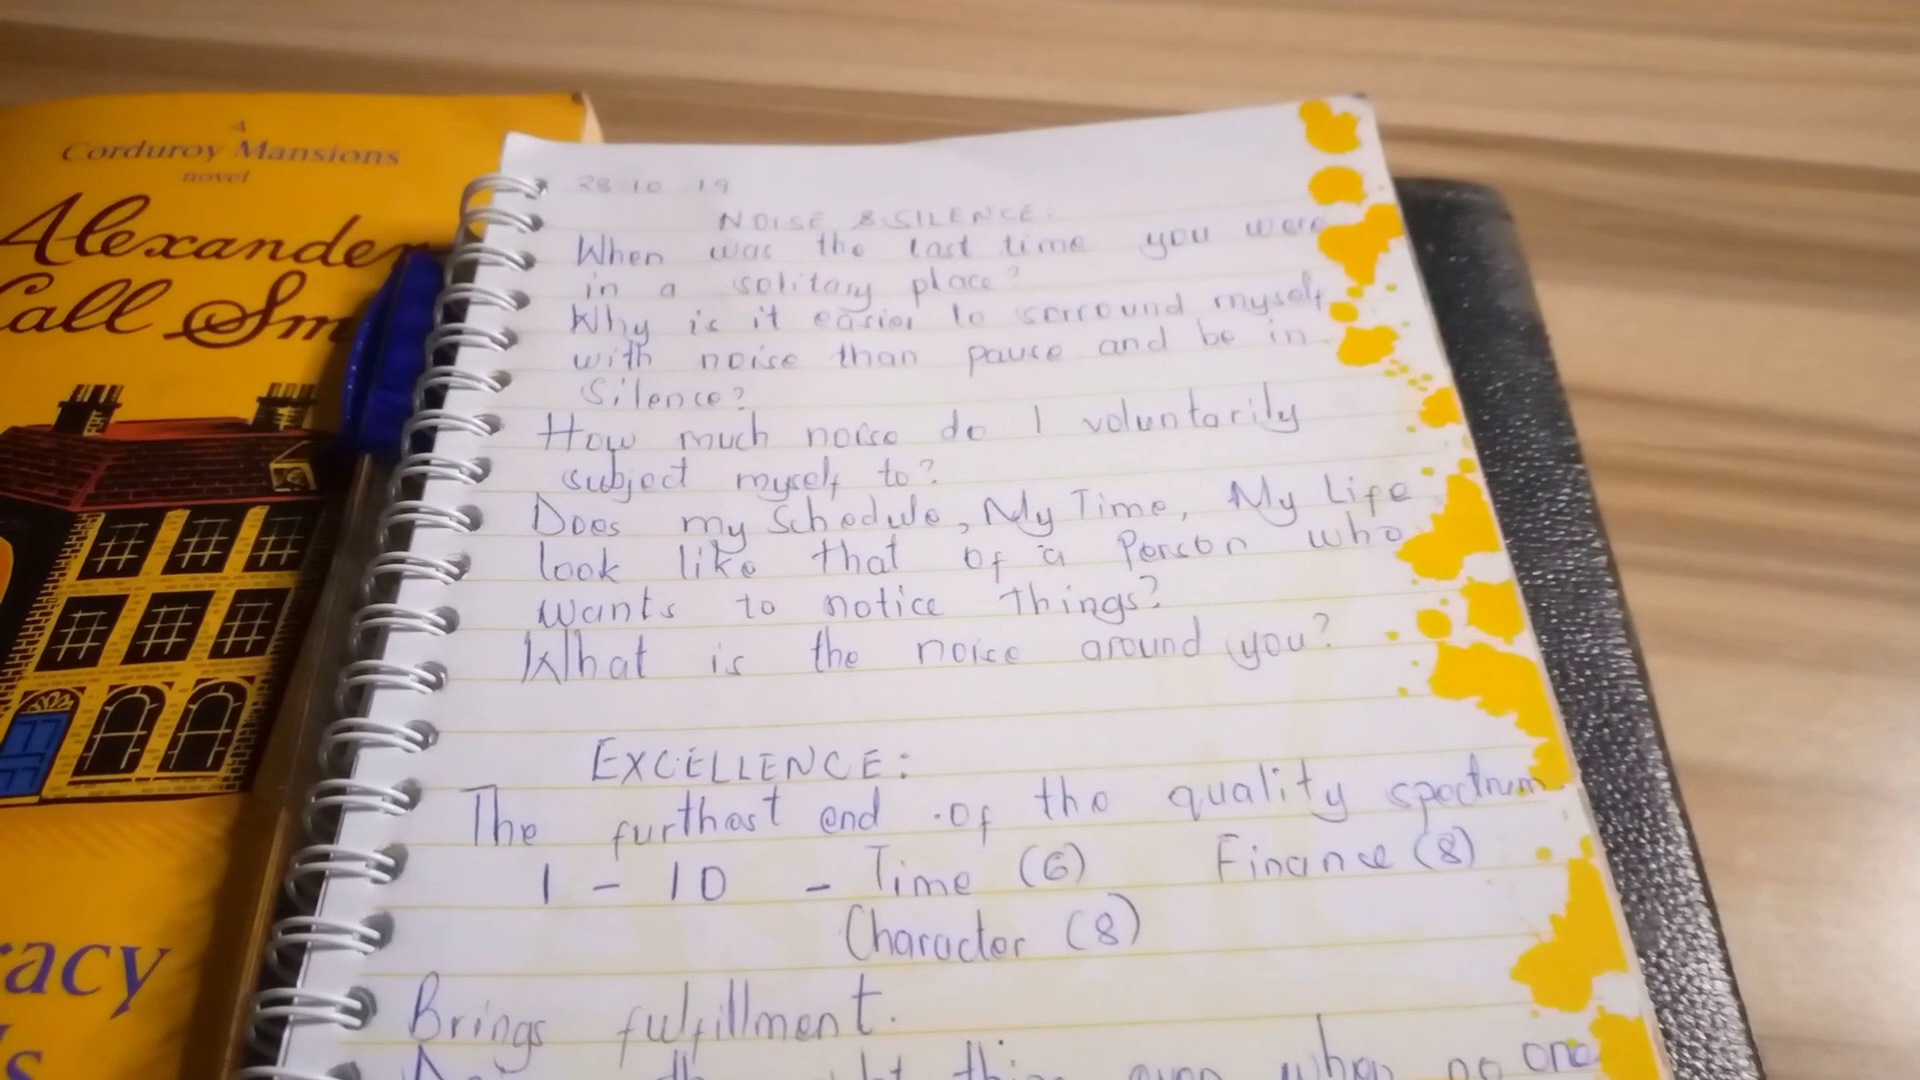 A
Corduroy Mansions
novel
Alexander
Call Sm
racy
ls
28 10 19
NOISE & SILENCE.
When was the last time you were
in a solitary place?
Why is it easier to sorround myself
with noise than pause and be in
Silence?
How much noise do I voluntarily
subject myself to?
Does my Schedule, My Time, My Life
look like that of a Person who
wants to notice things?
What is the noise around you?
EXCELLENCE:
The furthest end of the quality spectrum
1 - 10 - Time (6) Finance (8)
Character (8)
Brings fulfillment.
thing even when no one